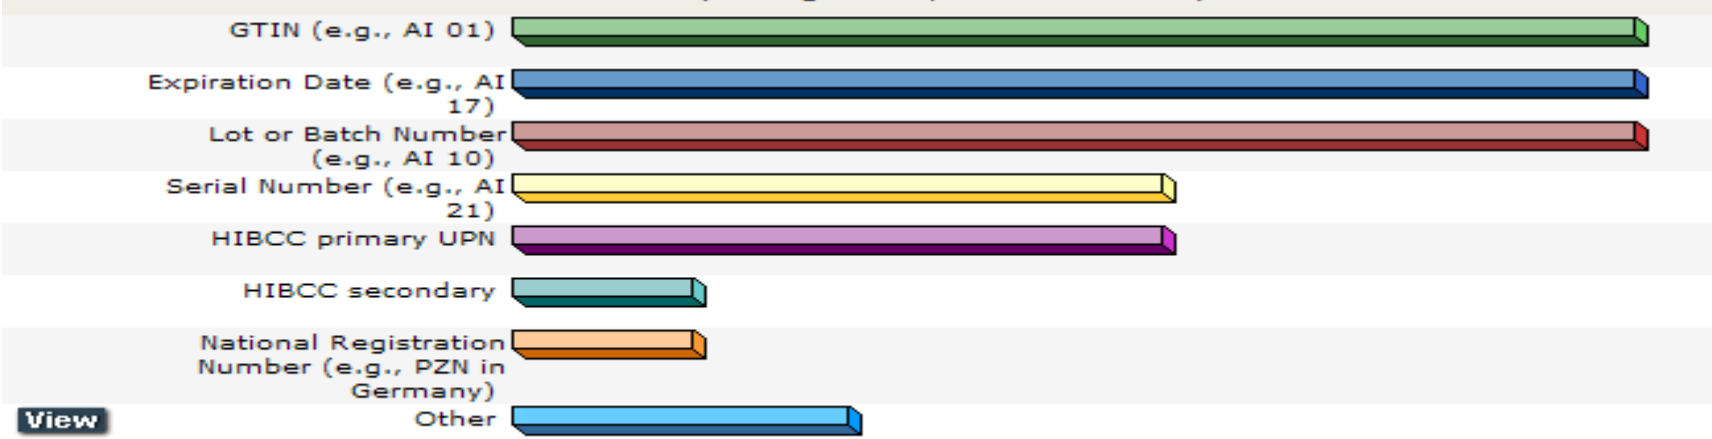 GTIN (e.g., AI 01)
Expiration Date (e.g., AI
17)
Lot or Batch Number
(e.g., AI 10)
Serial Number (e.g., AI
21)
HIBCC primary UPN
HIBCC secondary
National Registration
Number (e.g., PZN in
Germany)
View
Other